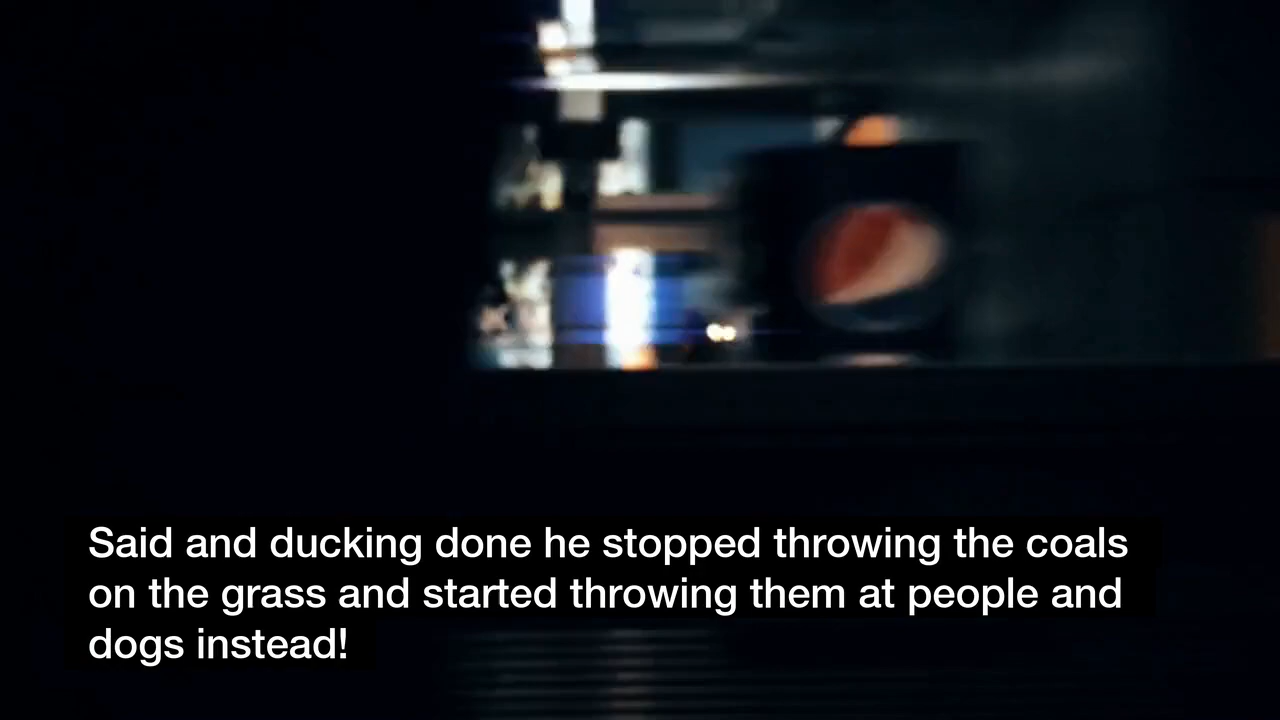 Said and ducking done he stopped throwing the coals
on the grass and started throwing them at people and
dogs instead!